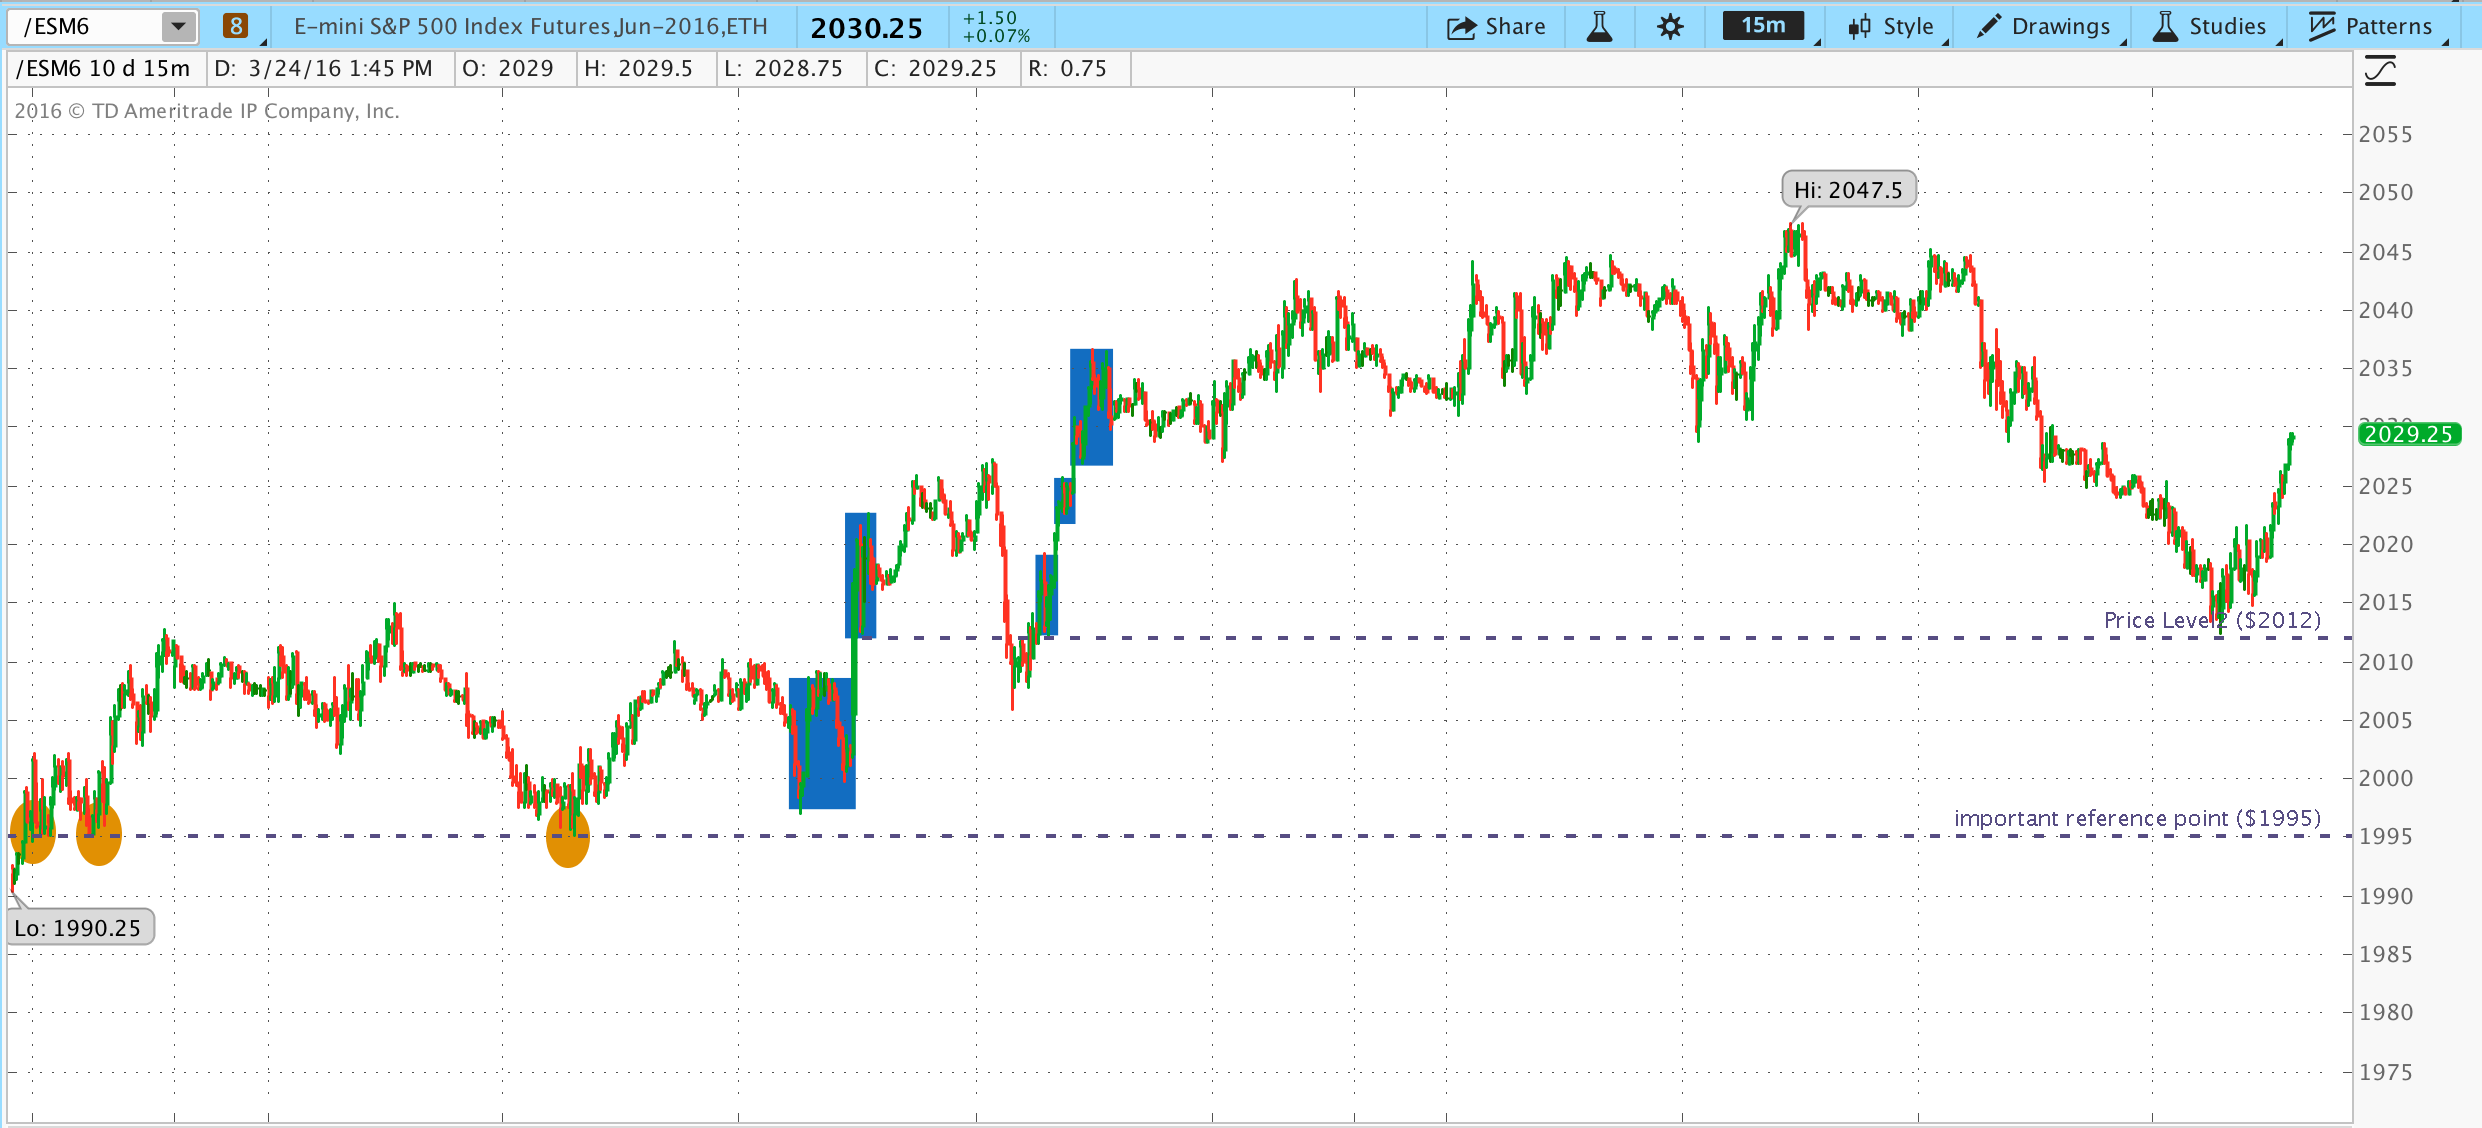 /ESM6 8 E-mini S&P 500 Index Futures,Jun-2016,ETH 2030.25 +1.50 +0.07% Share 15m Style Drawings Studies Patterns
/ESM6 10 d 15m D: 3/24/16 1:45 PM O: 2029 H: 2029.5 L: 2028.75 C: 2029.25 R: 0.75
2016 © TD Ameritrade IP Company, Inc.
2055
Hi: 2047.5
2050
2045
2040
2035
2029.25
2025
2020
2015
Price Level2 ($2012)
2010
2005
2000
important reference point ($1995)
1995
1990
Lo: 1990.25
1985
1980
1975